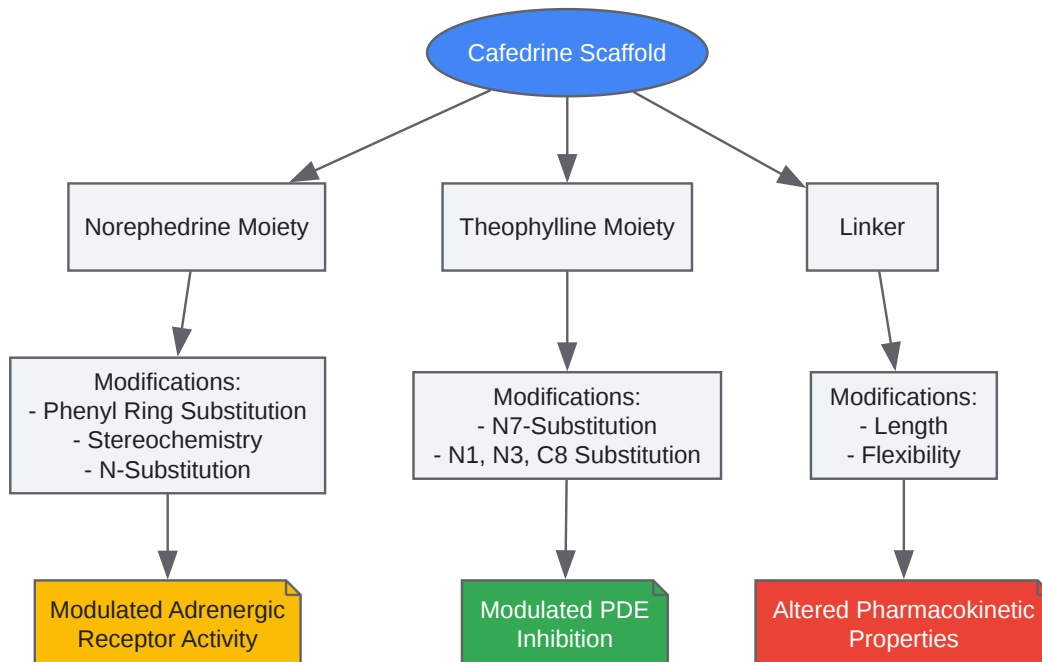 Cafedrine Scaffold
Norephedrine Moiety
Theophylline Moiety
Linker
Modifications:
- Phenyl Ring Substitution
- Stereochemistry
- N-Substitution
Modifications:
- N7-Substitution
- N1, N3, C8 Substitution
Modifications:
- Length
- Flexibility
Modulated Adrenergic
Receptor Activity
Modulated PDE
Inhibition
Altered Pharmacokinetic
Properties